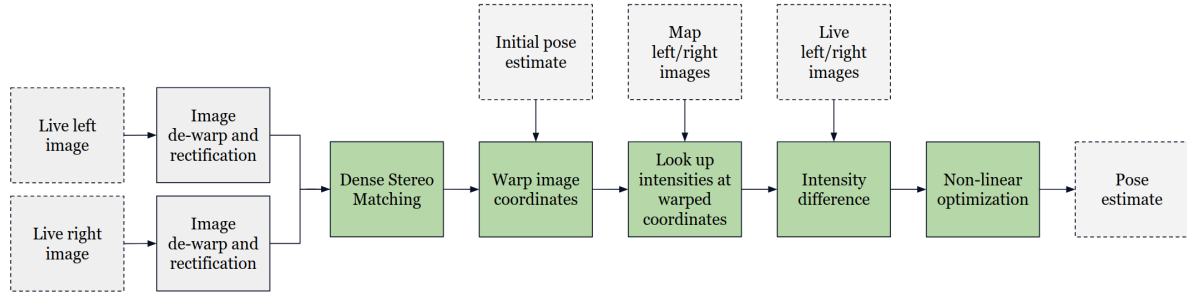 Initial pose
estimate
Map
left/right
images
Live
left/right
images
Live left
image
Image
de-warp and
rectification
Dense Stereo
Matching
Warp image
coordinates
Look up
intensities at
warped
coordinates
Intensity
difference
Non-linear
optimization
Pose
estimate
Live right
image
Image
de-warp and
rectification